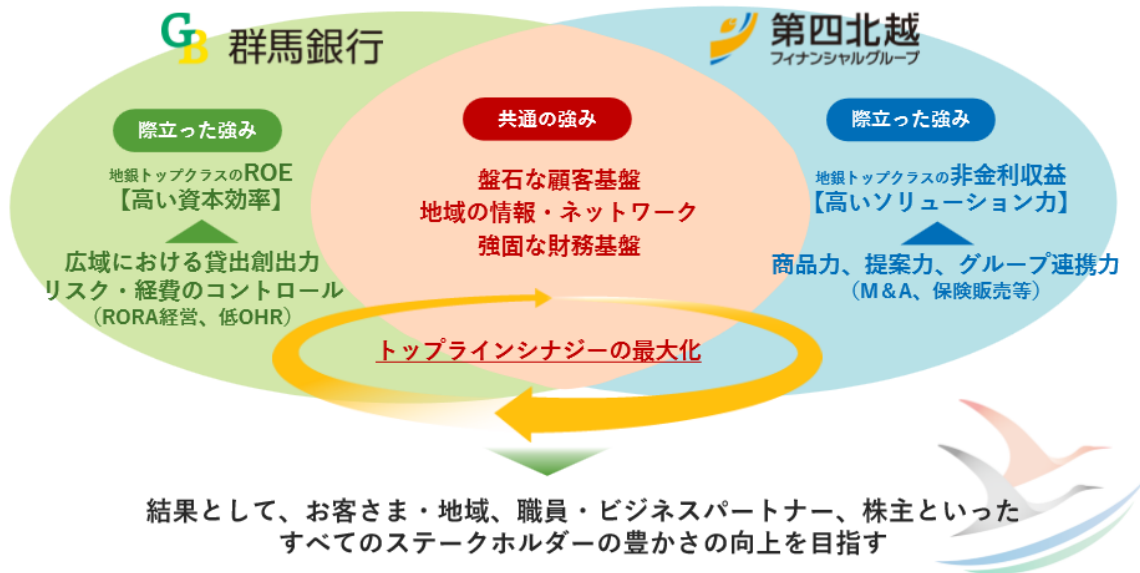 GB 群馬銀行
第四北越
フィナンシャルグループ
際立った強み
地銀トップクラスのROE
【高い資本効率】
広域における貸出創出力
リスク・経費のコントロール
（RORA経営、低OHR）
共通の強み
盤石な顧客基盤
地域の情報・ネットワーク
強固な財務基盤
際立った強み
地銀トップクラスの非金利収益
【高いソリューション力】
商品力、提案力、グループ連携力
（M＆A、保険販売等）
トップラインシナジーの最大化
結果として、お客さま・地域、職員・ビジネスパートナー、株主といった
すべてのステークホルダーの豊かさの向上を目指す